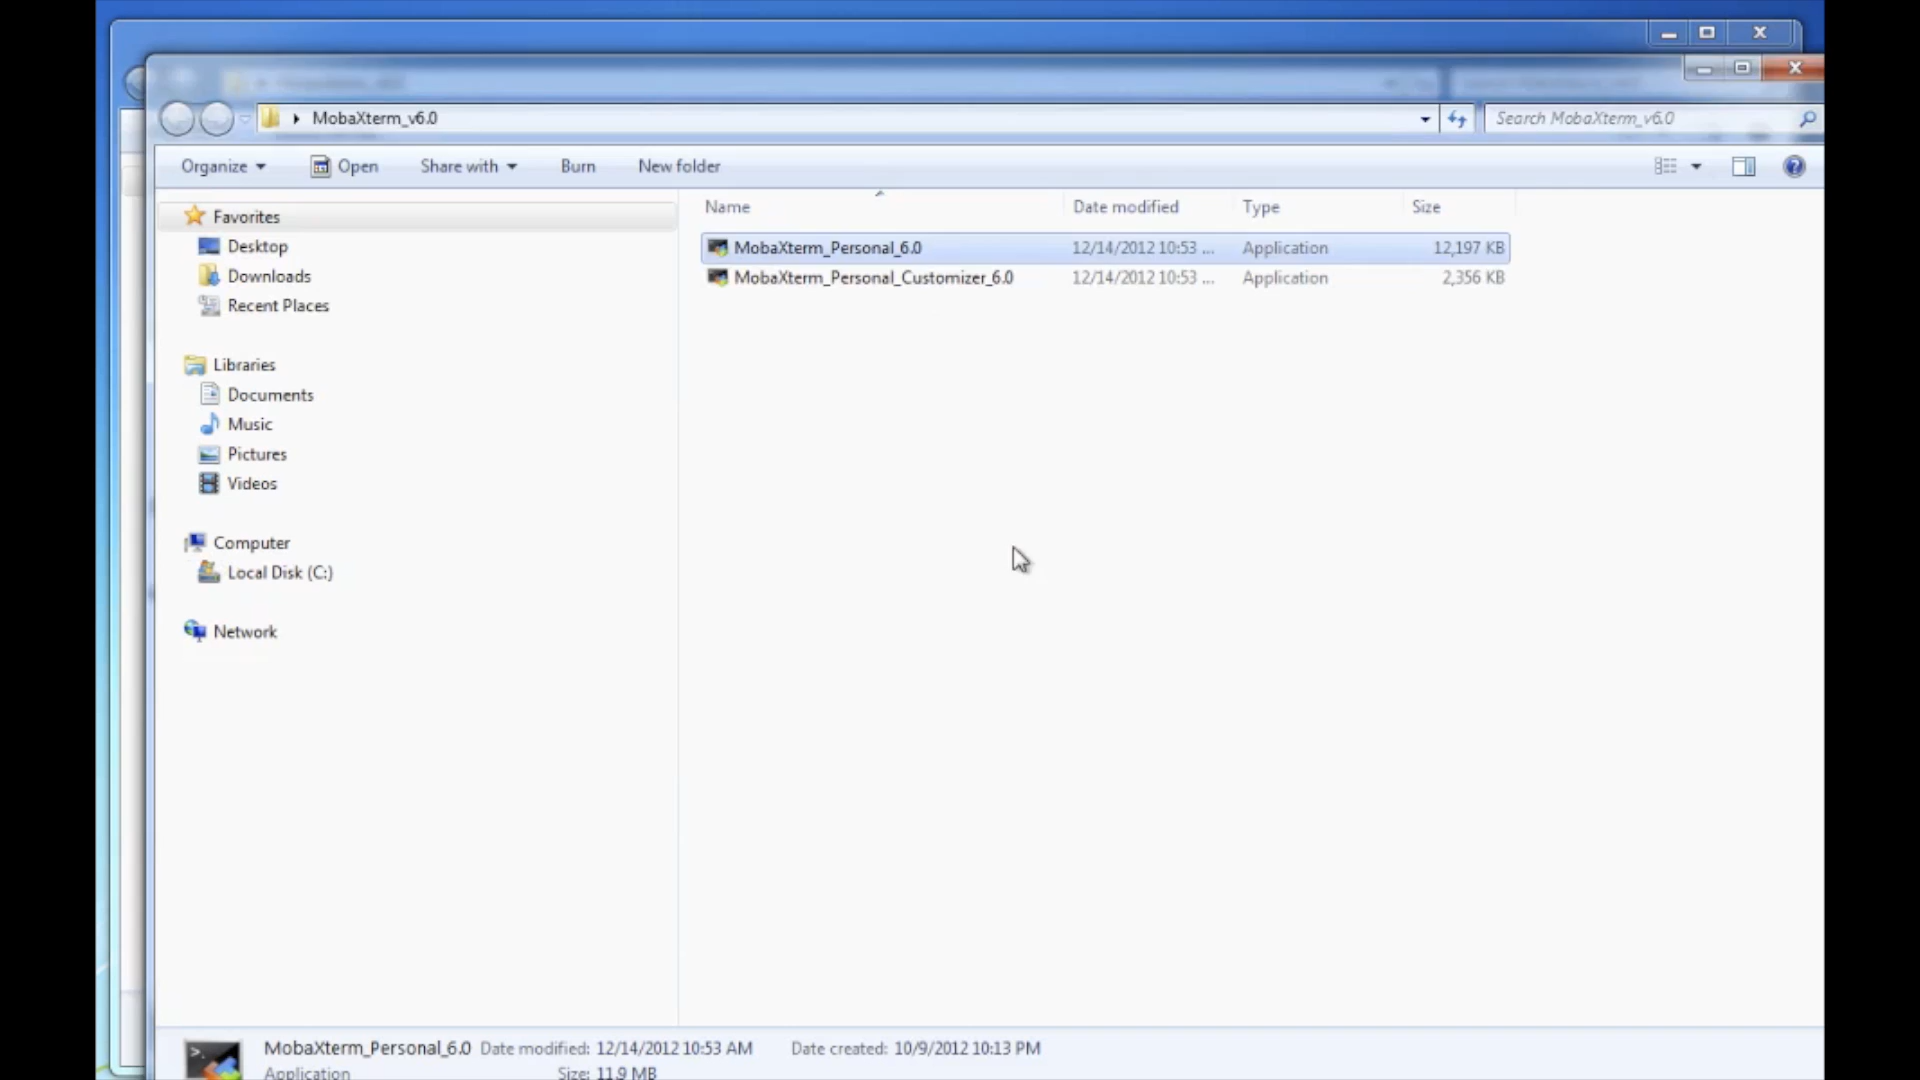 MobaXterm_v6.0
Search MobaXterm_v6.0
Organize Open Share with Burn New folder
Favorites
Desktop
Downloads
Recent Places
Libraries
Documents
Music
Pictures
Videos
Computer
Local Disk (C:)
Network
Name Date modified Type Size
MobaXterm_Personal_6.0 12/14/2012 10:53 ... Application 12,197 KB
MobaXterm_Personal_Customizer_6.0 12/14/2012 10:53 ... Application 2,356 KB
MobaXterm_Personal_6.0 Date modified: 12/14/2012 10:53 AM Date created: 10/9/2012 10:13 PM
Application Size: 11.9 MB